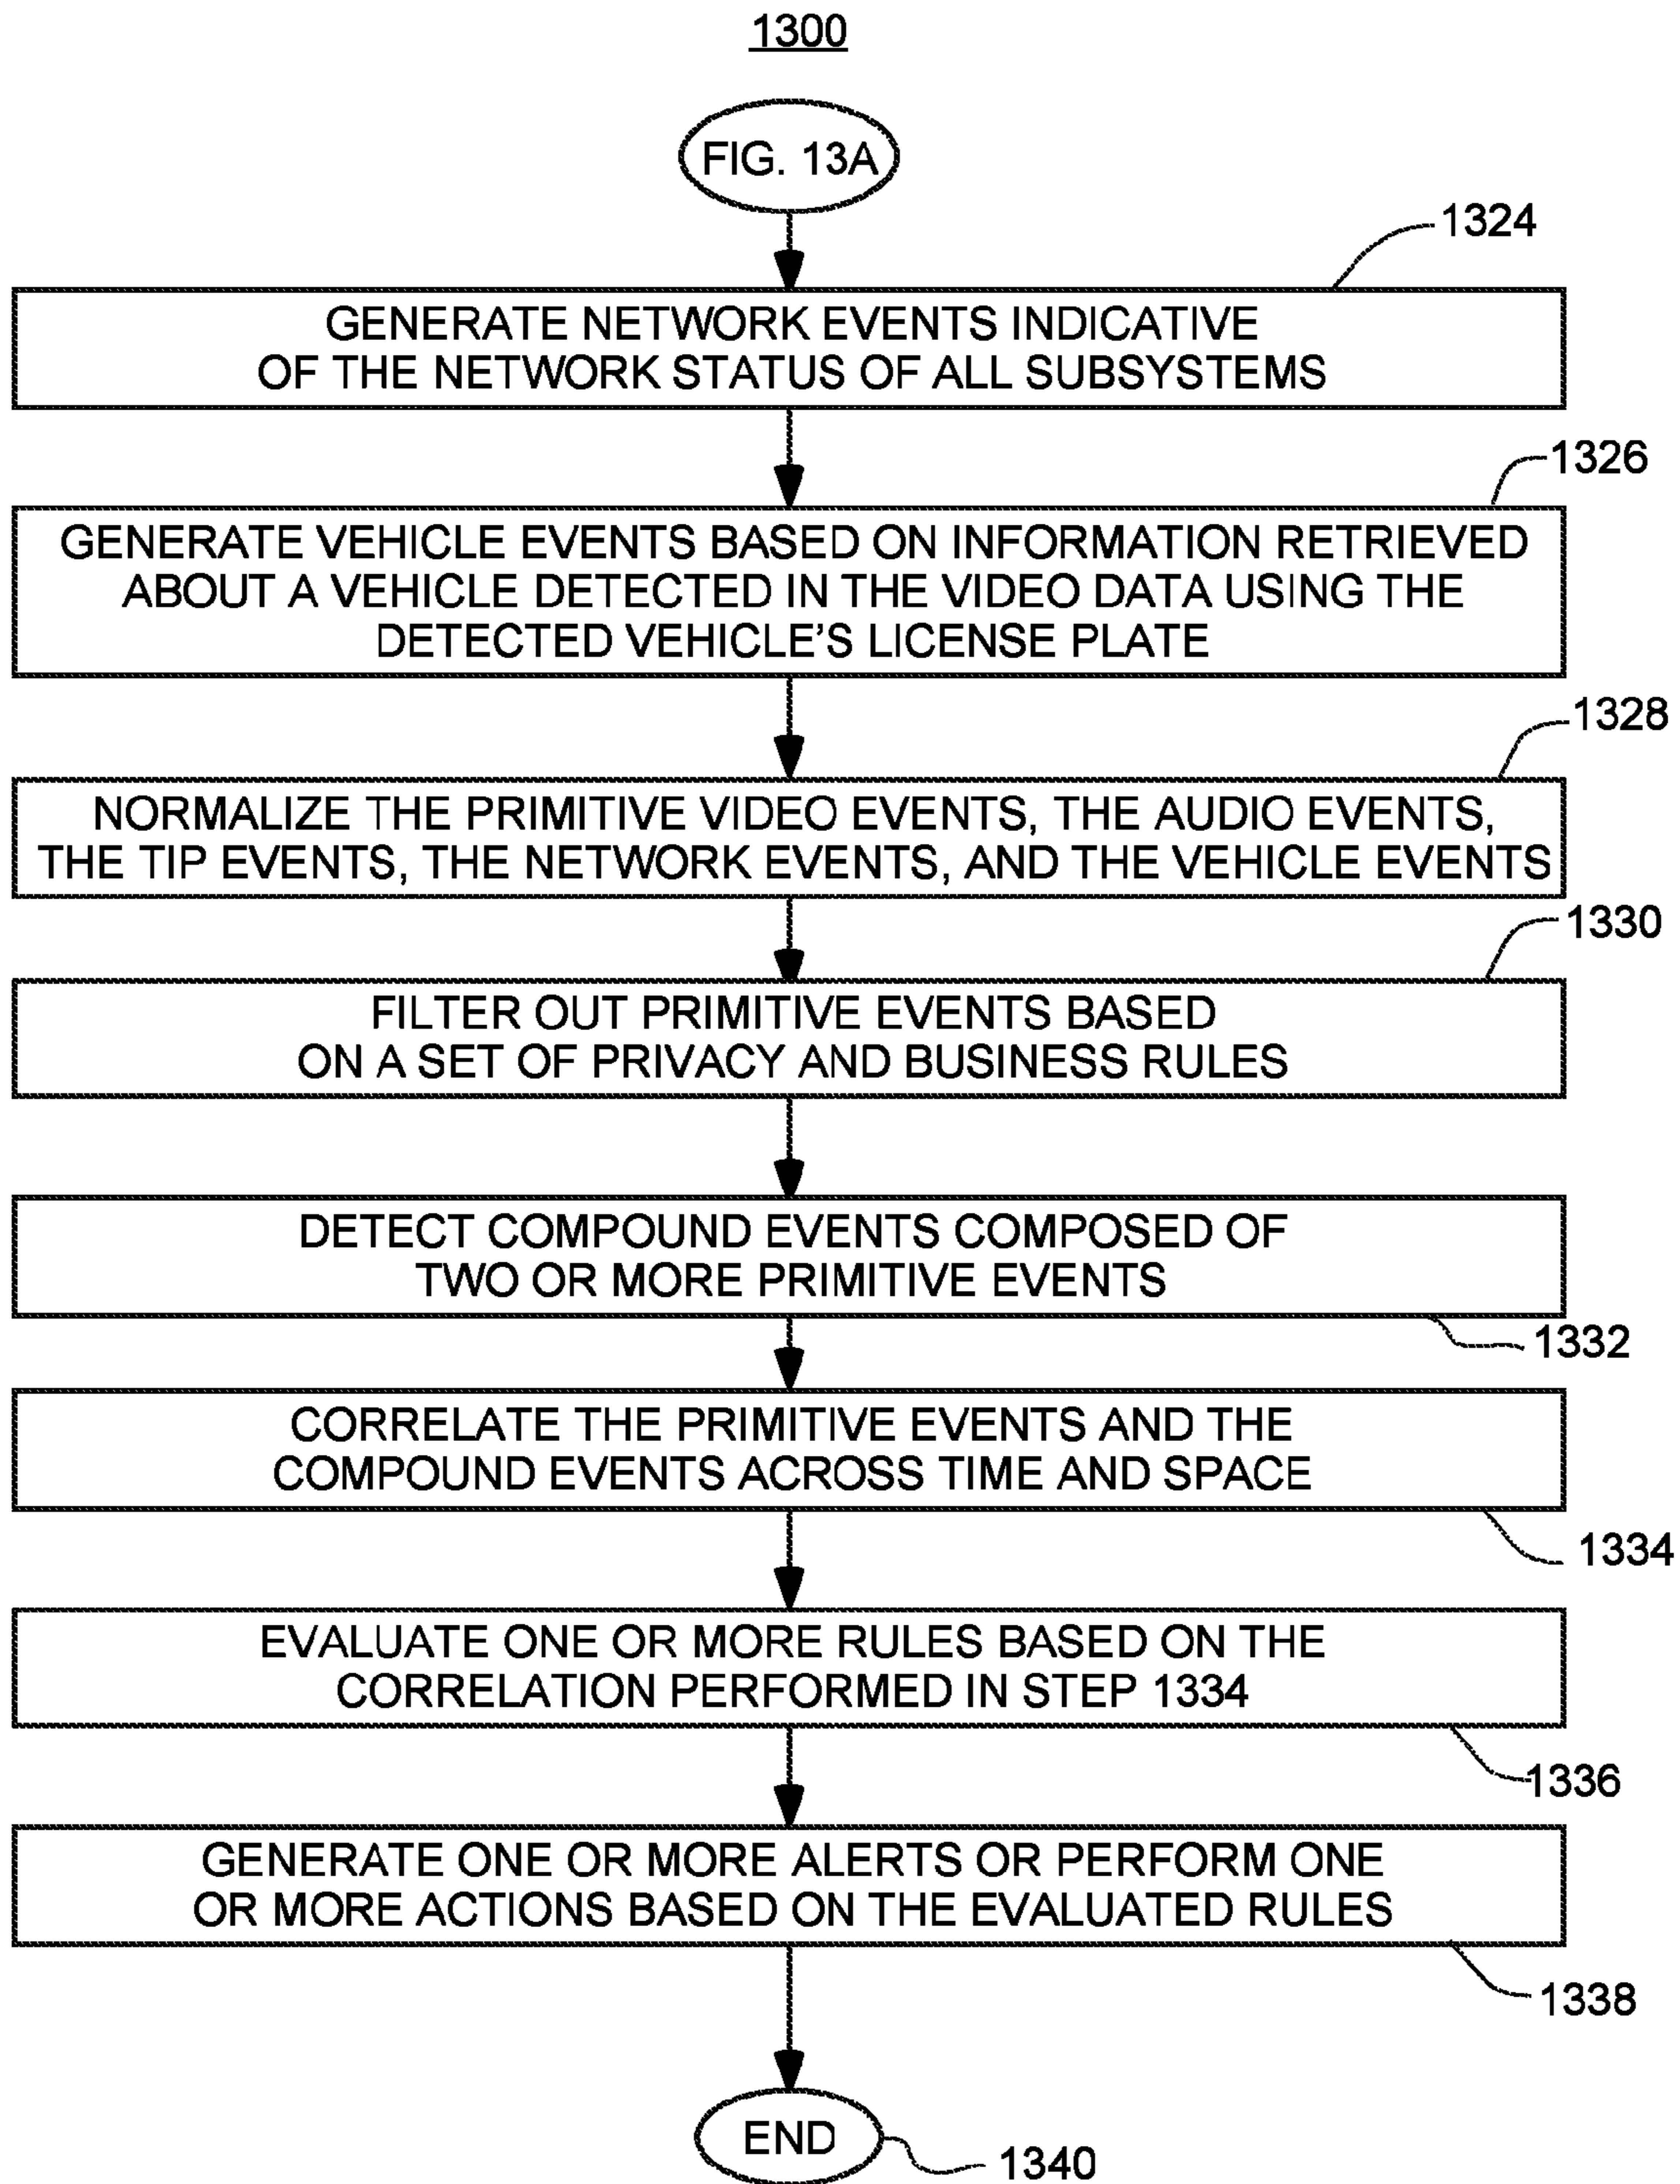 1300
FIG. 13A
1324
GENERATE NETWORK EVENTS INDICATIVE
OF THE NETWORK STATUS OF ALL SUBSYSTEMS
1326
GENERATE VEHICLE EVENTS BASED ON INFORMATION RETRIEVED
ABOUT A VEHICLE DETECTED IN THE VIDEO DATA USING THE
DETECTED VEHICLE'S LICENSE PLATE
1328
NORMALIZE THE PRIMITIVE VIDEO EVENTS, THE AUDIO EVENTS,
THE TIP EVENTS, THE NETWORK EVENTS, AND THE VEHICLE EVENTS
1330
FILTER OUT PRIMITIVE EVENTS BASED
ON A SET OF PRIVACY AND BUSINESS RULES
DETECT COMPOUND EVENTS COMPOSED OF
TWO OR MORE PRIMITIVE EVENTS
1332
CORRELATE THE PRIMITIVE EVENTS AND THE
COMPOUND EVENTS ACROSS TIME AND SPACE
1334
EVALUATE ONE OR MORE RULES BASED ON THE
CORRELATION PERFORMED IN STEP 1334
1336
GENERATE ONE OR MORE ALERTS OR PERFORM ONE
OR MORE ACTIONS BASED ON THE EVALUATED RULES
1338
END
1340